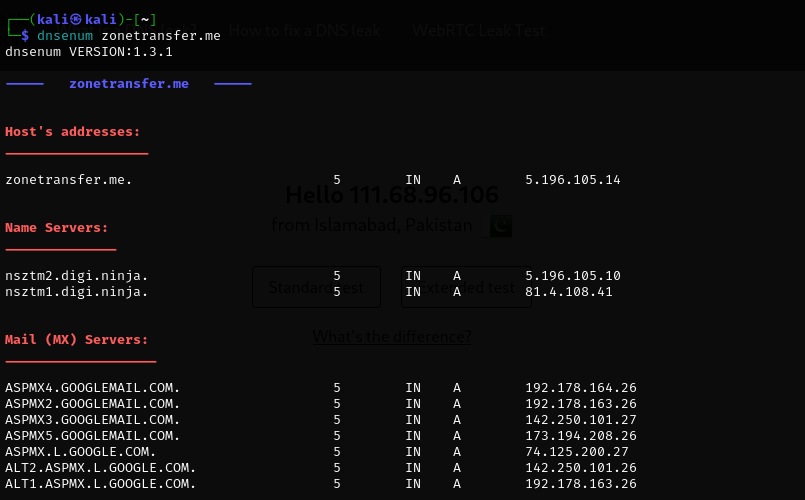 ┌──(kali㉿kali)-[~]
└─$ dnsenum zonetransfer.me
dnsenum VERSION:1.3.1
How to fix a DNS leak
WebRTC Leak Test
----- zonetransfer.me -----
Host's addresses:
__________________
zonetransfer.me. 5 IN A 5.196.105.14
Hello 111.68.96.106
from Islamabad, Pakistan
Name Servers:
______________
nsztm2.digi.ninja. 5 IN A 5.196.105.10
nsztm1.digi.ninja. 5 IN A 81.4.108.41
Standard test
Extended test
What's the difference?
Mail (MX) Servers:
___________________
ASPMX4.GOOGLEMAIL.COM. 5 IN A 192.178.164.26
ASPMX2.GOOGLEMAIL.COM. 5 IN A 192.178.163.26
ASPMX3.GOOGLEMAIL.COM. 5 IN A 142.250.101.27
ASPMX5.GOOGLEMAIL.COM. 5 IN A 173.194.208.26
ASPMX.L.GOOGLE.COM. 5 IN A 74.125.200.27
ALT2.ASPMX.L.GOOGLE.COM. 5 IN A 142.250.101.26
ALT1.ASPMX.L.GOOGLE.COM. 5 IN A 192.178.163.26